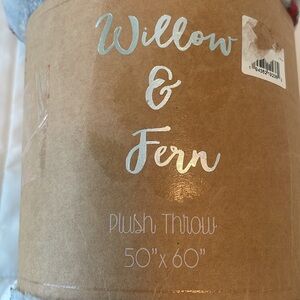 Willow
&
Fern
Plush Throw
50"x 60"